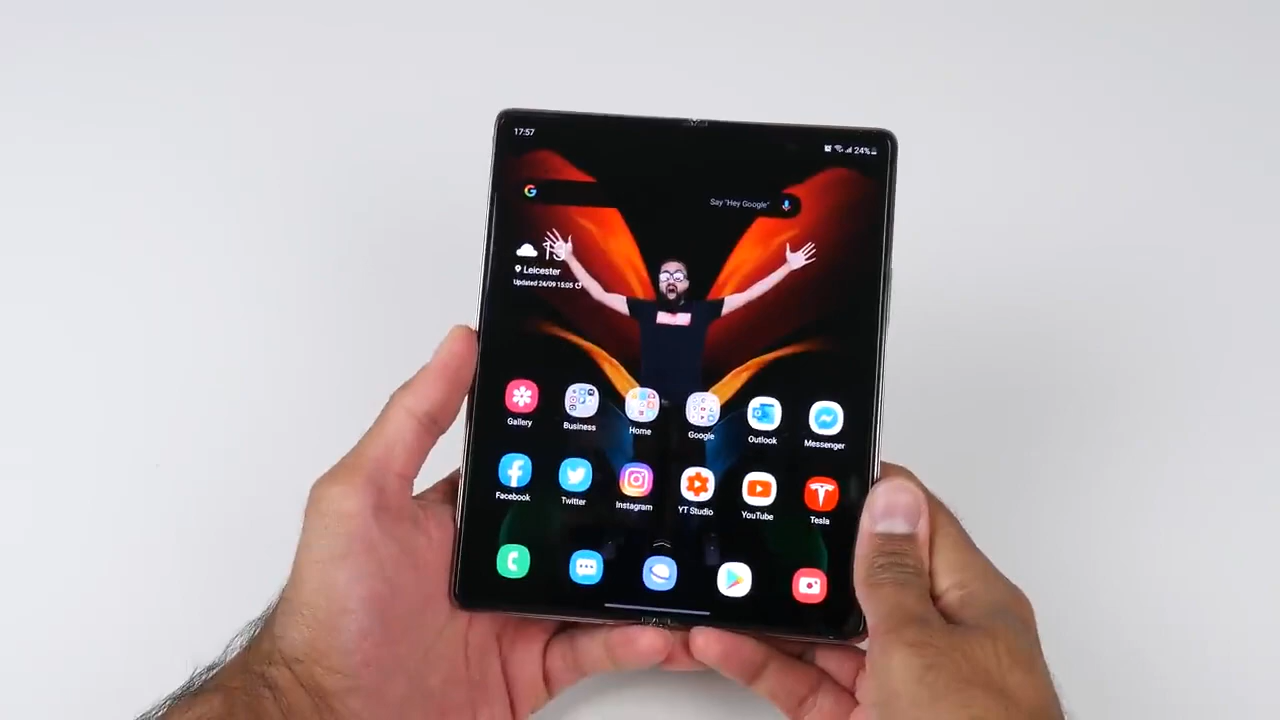 17:57
24%
G
Say "Hey Google"
Leicester
Updated 24/09 15:05
Gallery
Business
Home
Google
Outlook
Messenger
Facebook
Twitter
Instagram
YT Studio
YouTube
Tesla